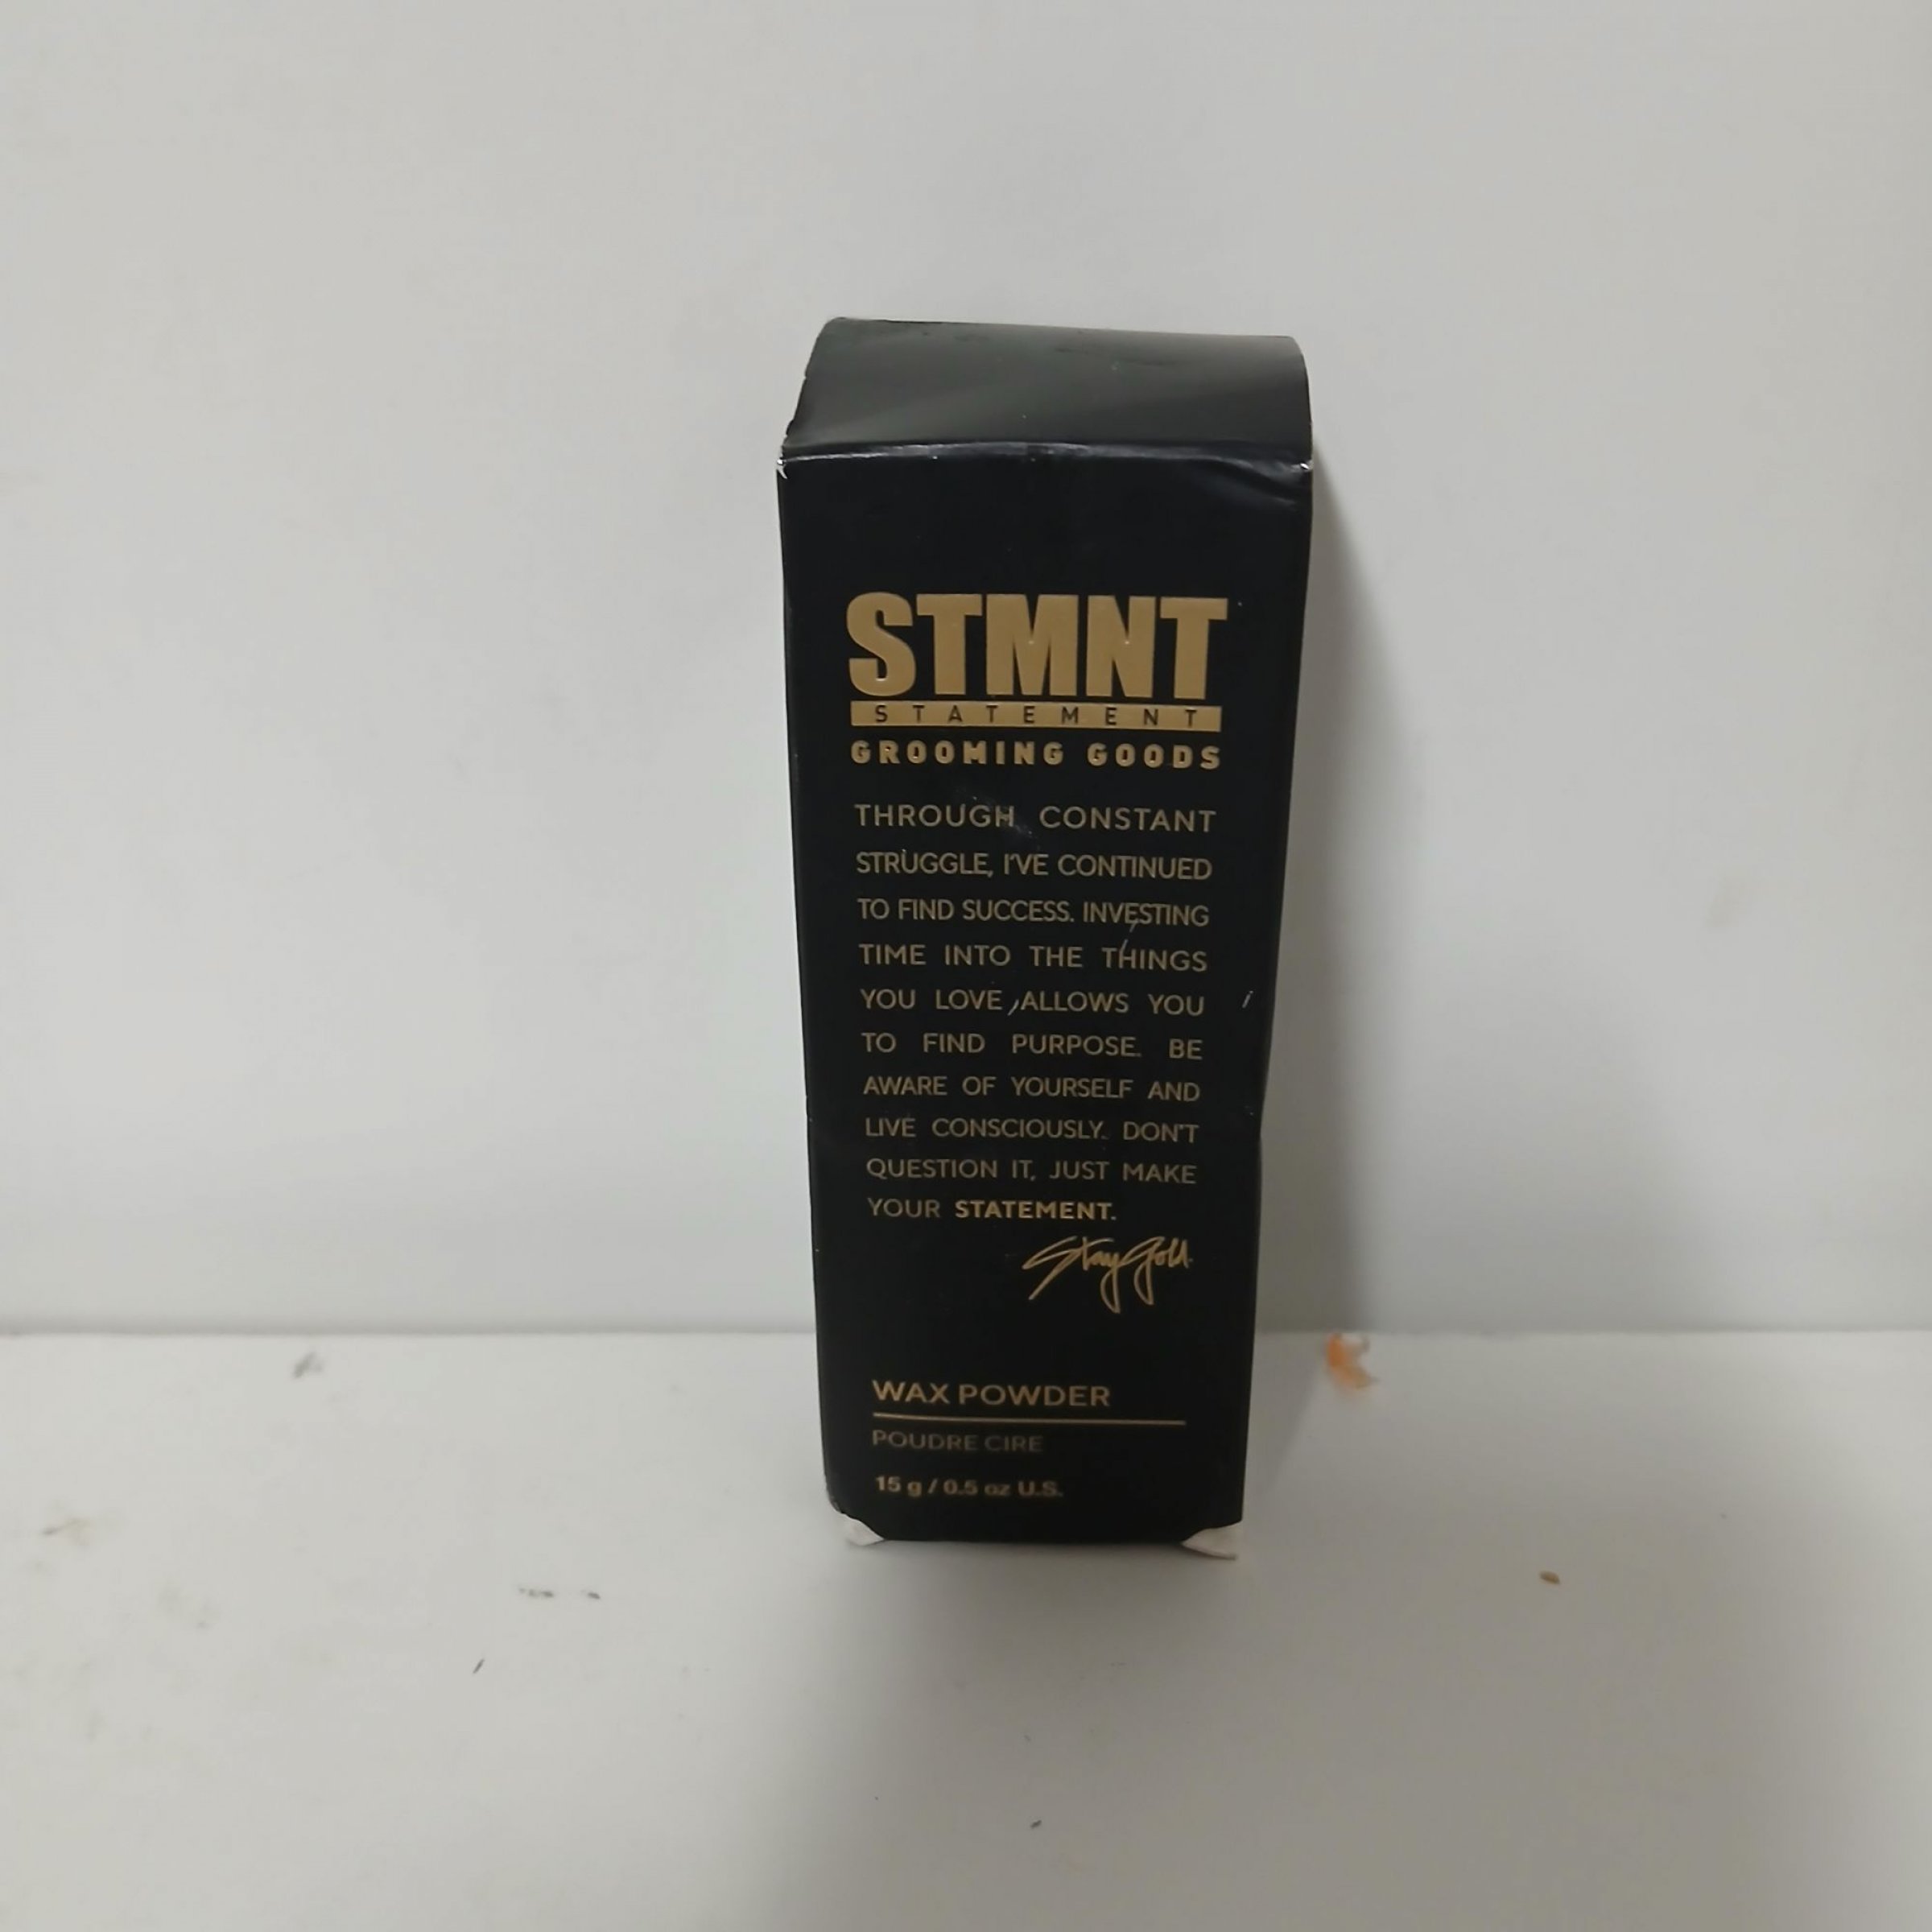 STMNT
STATEMENT
GROOMING GOODS
THROUGH CONSTANT
STRUGGLE, I'VE CONTINUED
TO FIND SUCCESS. INVESTING
TIME INTO THE THINGS
YOU LOVE ALLOWS YOU
TO FIND PURPOSE. BE
AWARE OF YOURSELF AND
LIVE CONSCIOUSLY. DON'T
QUESTION IT, JUST MAKE
YOUR STATEMENT.
Stay Gold.
WAX POWDER
POUDRE CIRE
15 g / 0.5 oz U.S.